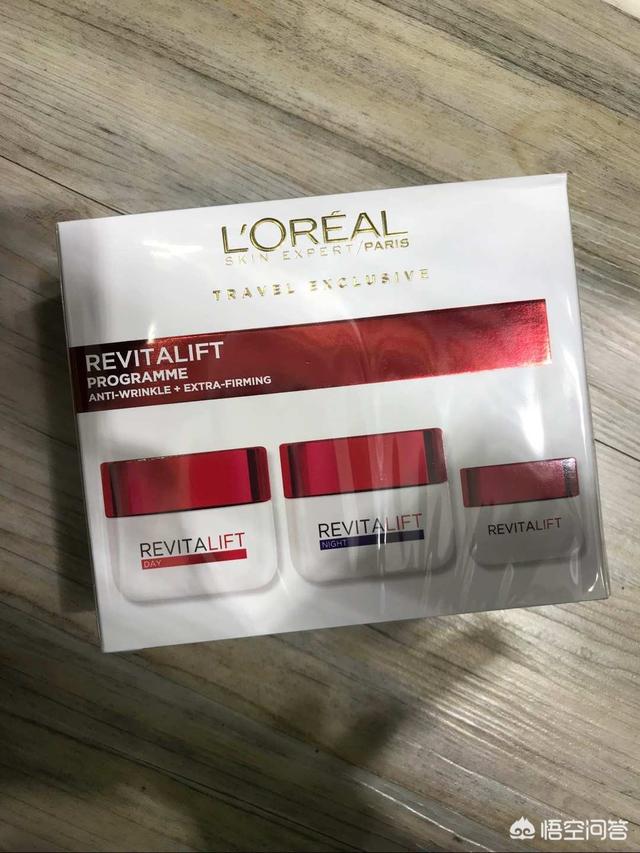 L'ORÉAL
SKIN EXPERT/PARIS
TRAVEL EXCLUSIVE
REVITALIFT
PROGRAMME
ANTI-WRINKLE + EXTRA-FIRMING
REVITALIFT
DAY
REVITALIFT
NIGHT
REVITALIFT
悟空问答